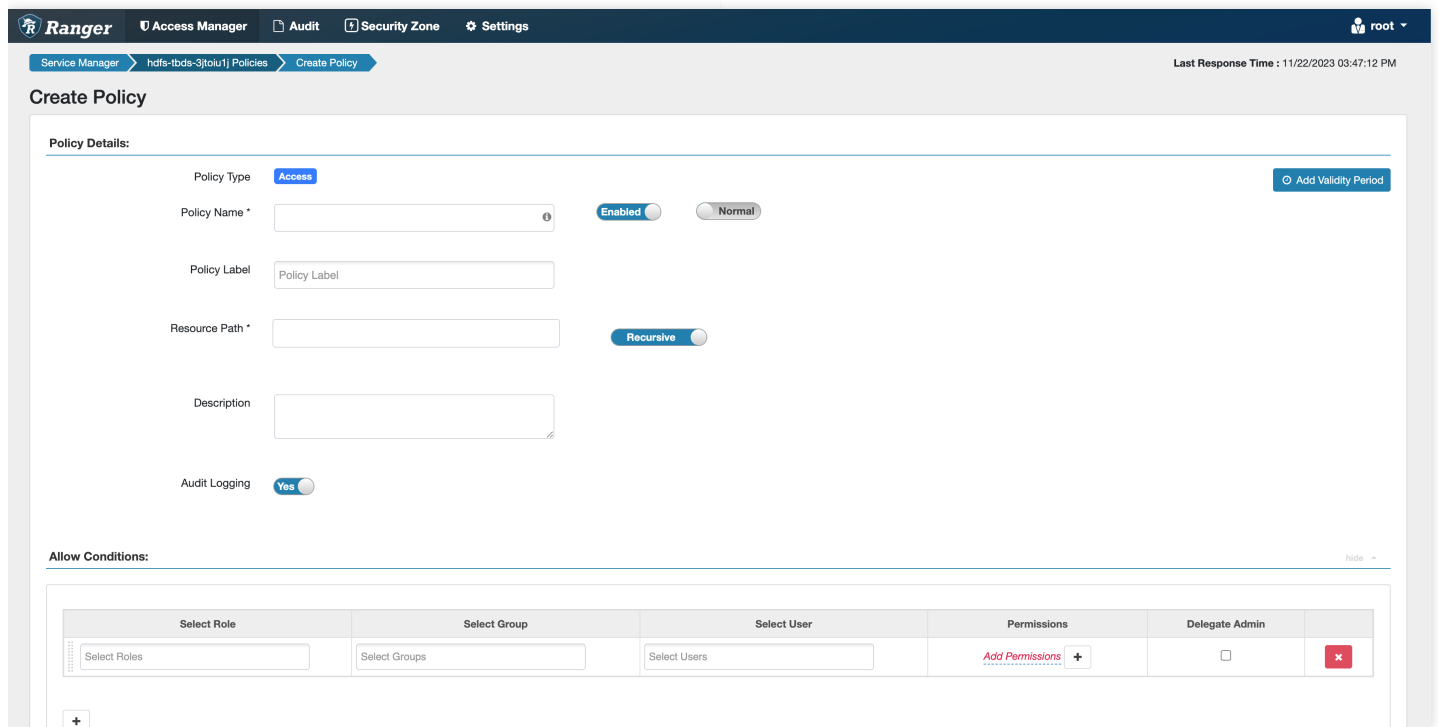 Ranger Access Manager Audit Security Zone Settings root
Service Manager hdfs-tbds-3jtoiu1j Policies Create Policy Last Response Time : 11/22/2023 03:47:12 PM
Create Policy
Policy Details:
Policy Type Access Add Validity Period
Policy Name * Enabled Normal
Policy Label Policy Label
Resource Path * Recursive
Description
Audit Logging Yes
Allow Conditions: hide
Select Role Select Group Select User Permissions Delegate Admin
Select Roles Select Groups Select Users Add Permissions +
+